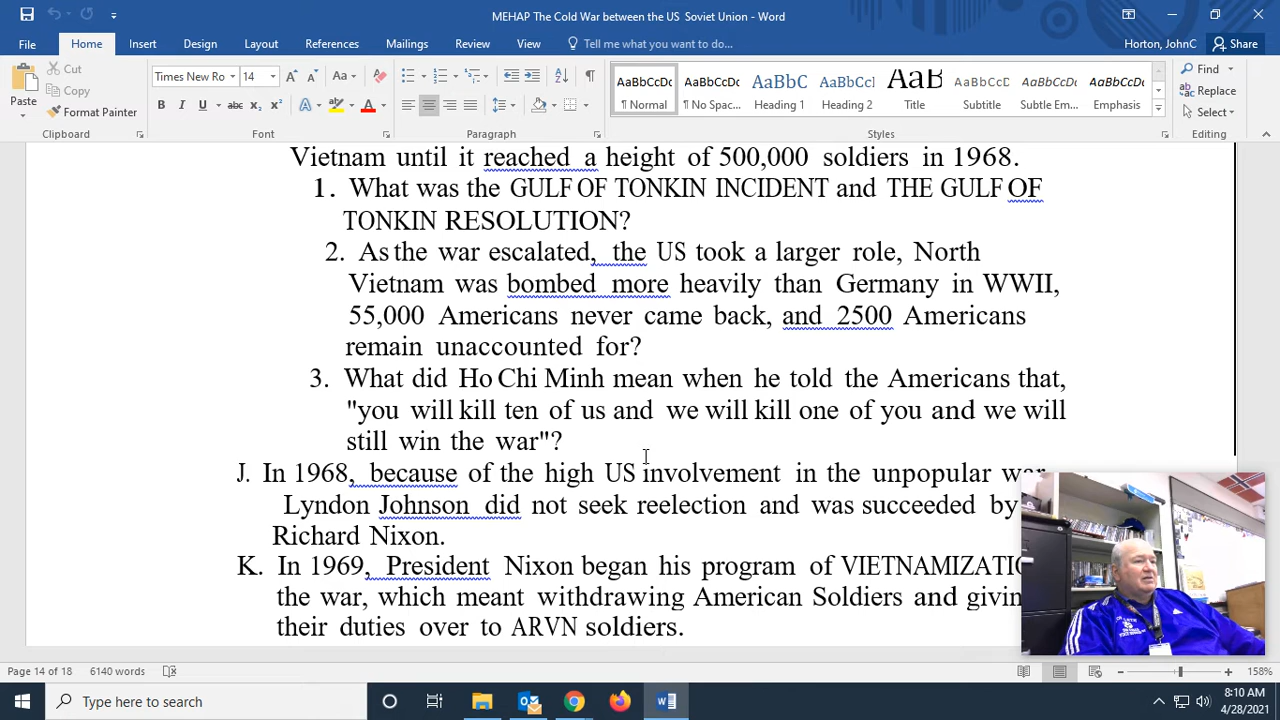 MEHAP The Cold War between the US Soviet Union - Word
File Home Insert Design Layout References Mailings Review View Tell me what you want to do... Horton, JohnC Share
Paste Cut Copy Format Painter Clipboard
Times New Ro 14 Aa
B I U abc x₂ x² A A Font
Paragraph
AaBbCcDc AaBbCcDc AaBbC AaBbCcC AaB AaBbCcD AaBbCcDc AaBbCcDc
¶ Normal ¶ No Spac... Heading 1 Heading 2 Title Subtitle Subtle Em... Emphasis
Styles
Find Replace Select Editing
Vietnam until it reached a height of 500,000 soldiers in 1968.
1. What was the GULF OF TONKIN INCIDENT and THE GULF OF
TONKIN RESOLUTION?
2. As the war escalated, the US took a larger role, North
Vietnam was bombed more heavily than Germany in WWII,
55,000 Americans never came back, and 2500 Americans
remain unaccounted for?
3. What did Ho Chi Minh mean when he told the Americans that,
"you will kill ten of us and we will kill one of you and we will
still win the war"?
J. In 1968, because of the high US involvement in the unpopular war
Lyndon Johnson did not seek reelection and was succeeded by
Richard Nixon.
K. In 1969, President Nixon began his program of VIETNAMIZATIO
the war, which meant withdrawing American Soldiers and givin
their duties over to ARVN soldiers.
Page 14 of 18 6140 words 158%
Type here to search
8:10 AM
4/28/2021